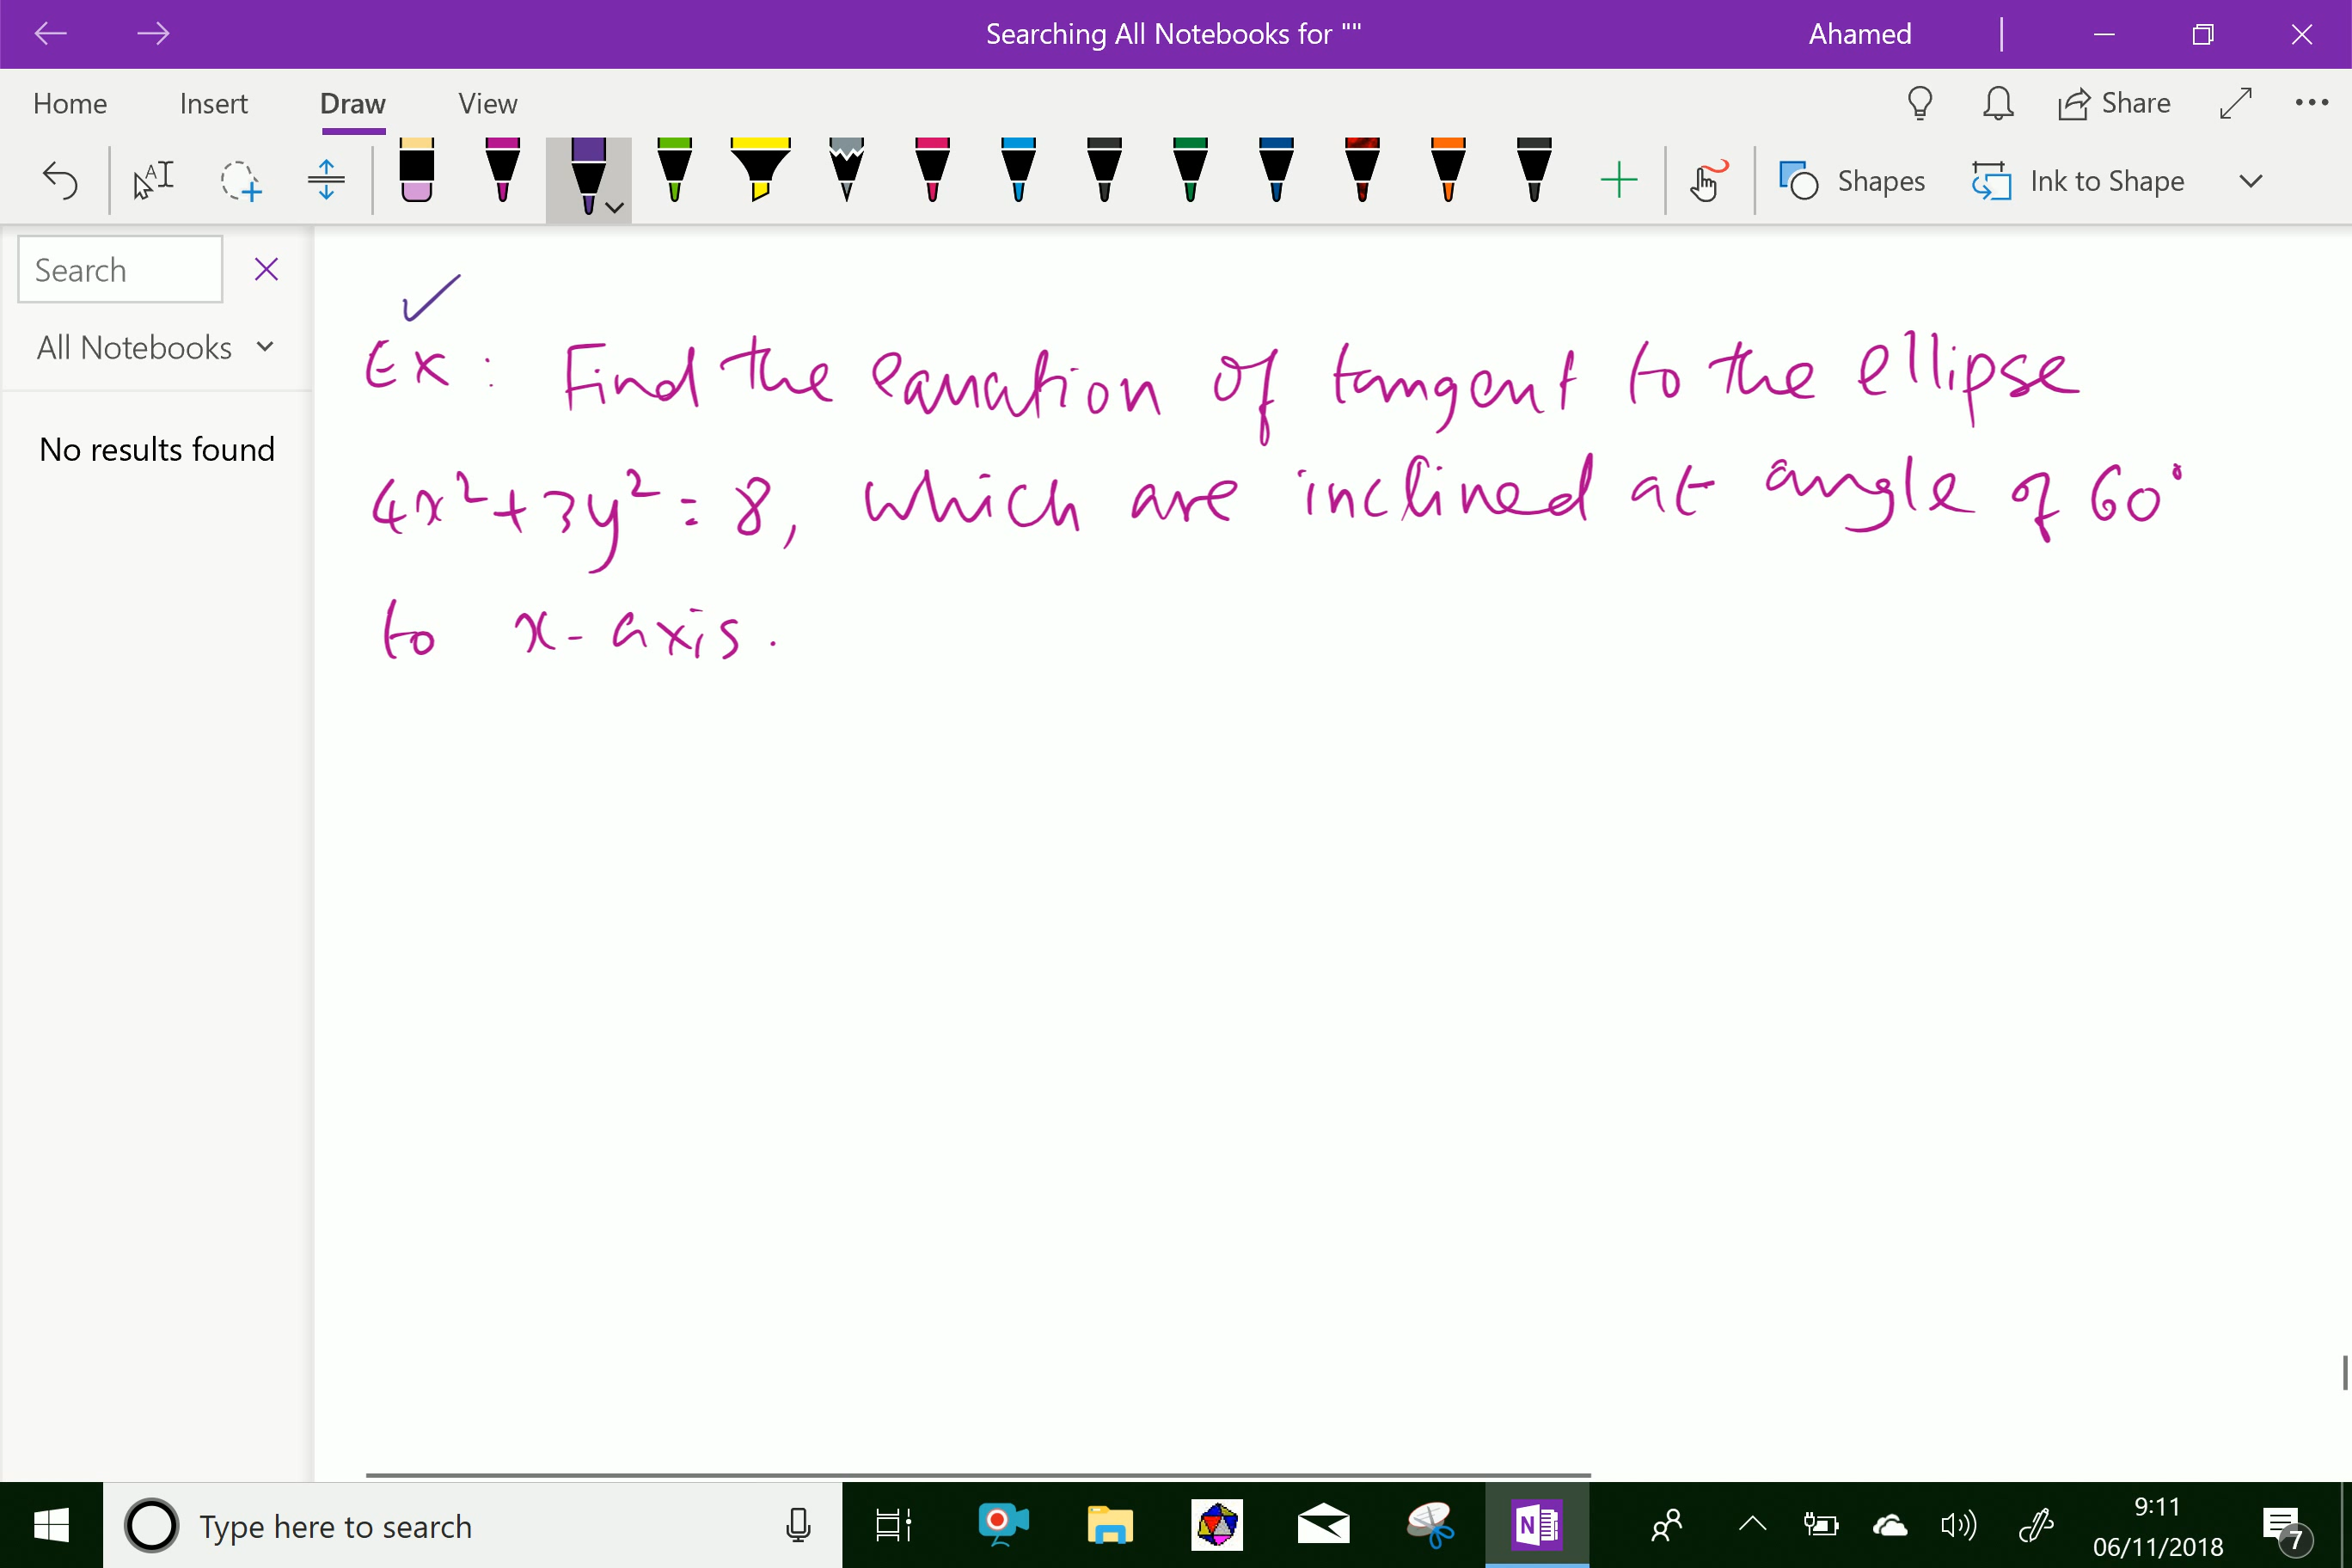 Searching All Notebooks for ""
Ahamed
Home Insert Draw View
Share
Shapes
Ink to Shape
Search
All Notebooks
No results found
Ex : Find the equation of tangent to the ellipse
4x²+3y² = 8, which are inclined at angle of 60°
to x-axis.
Type here to search
N
9:11
06/11/2018
7